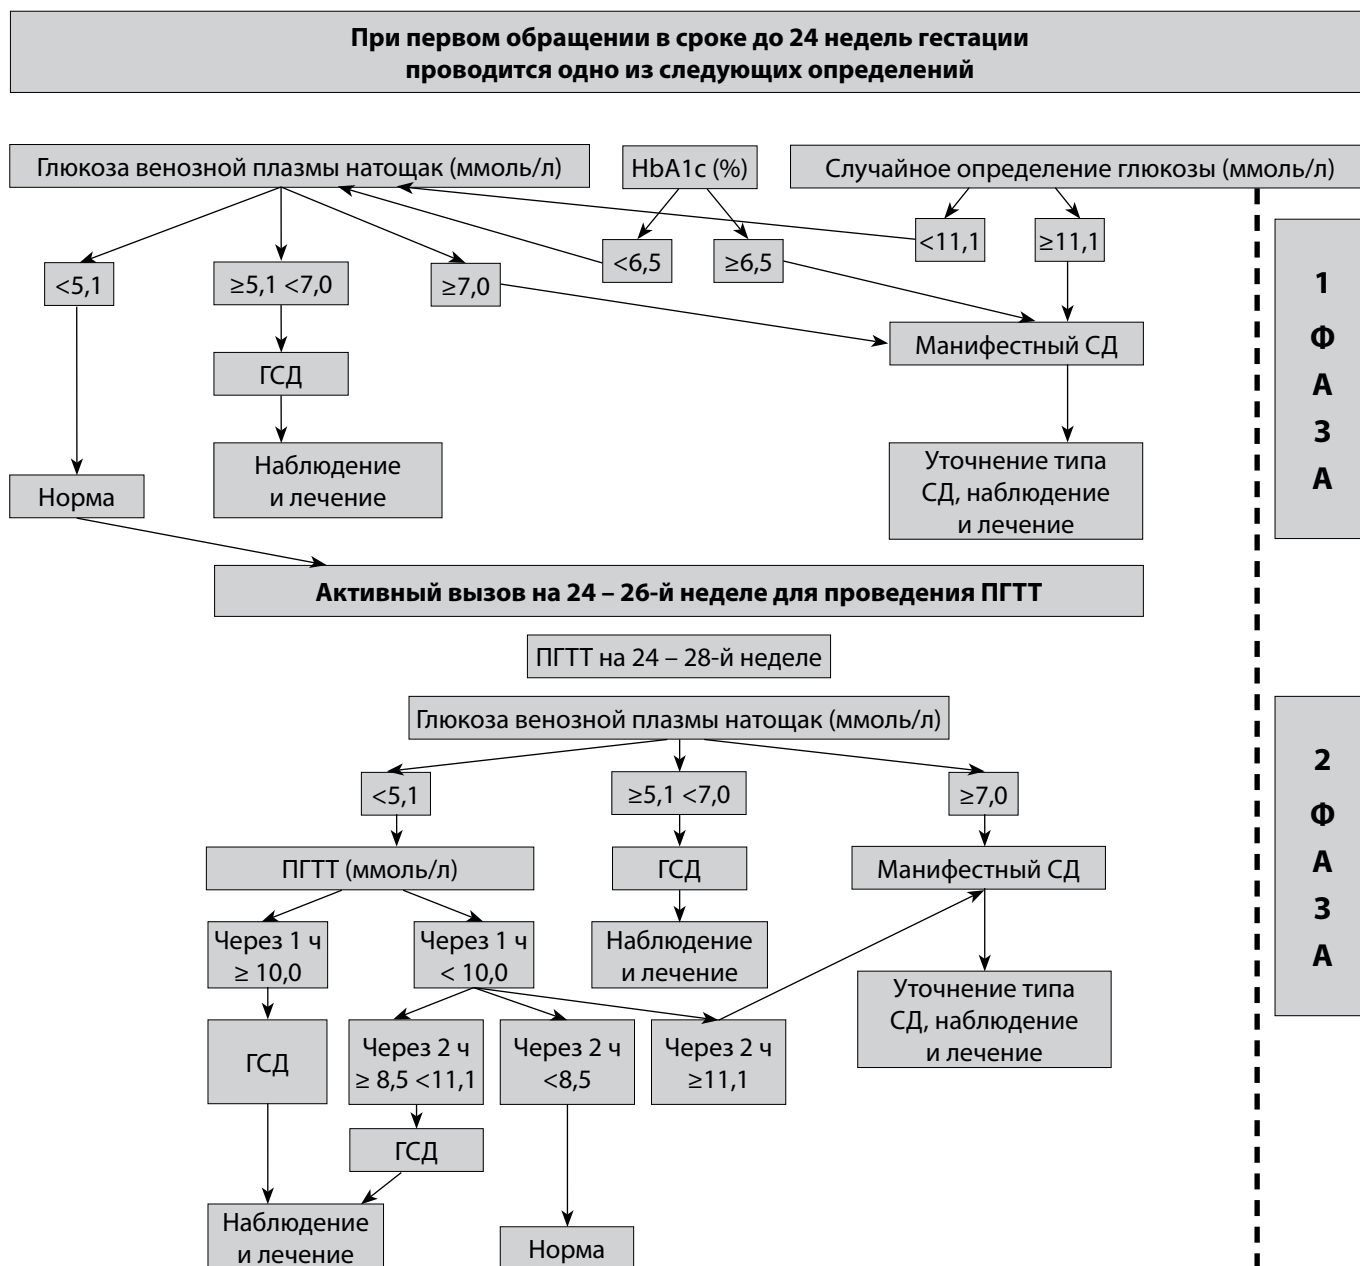 При первом обращении в сроке до 24 недель гестации
проводится одно из следующих определений
Глюкоза венозной плазмы натощак (ммоль/л)
HbA1c (%)
Случайное определение глюкозы (ммоль/л)
<5,1
≥5,1 <7,0
≥7,0
<6,5
≥6,5
<11,1
≥11,1
ГСД
Манифестный СД
Норма
Наблюдение
и лечение
Уточнение типа
СД, наблюдение
и лечение
1
Ф
А
З
А
Активный вызов на 24 – 26-й неделе для проведения ПГТТ
ПГТТ на 24 – 28-й неделе
Глюкоза венозной плазмы натощак (ммоль/л)
<5,1
≥5,1 <7,0
≥7,0
ПГТТ (ммоль/л)
ГСД
Манифестный СД
Через 1 ч
≥ 10,0
Через 1 ч
< 10,0
Наблюдение
и лечение
Уточнение типа
СД, наблюдение
и лечение
ГСД
Через 2 ч
≥ 8,5 <11,1
Через 2 ч
<8,5
Через 2 ч
≥11,1
ГСД
Наблюдение
и лечение
Норма
2
Ф
А
З
А